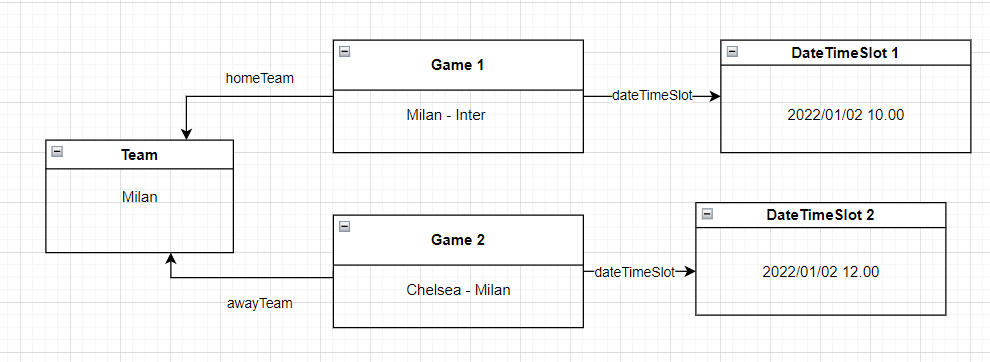 homeTeam
Game 1
Milan - Inter
dateTimeSlot
DateTimeSlot 1
2022/01/02 10.00
Team
Milan
Game 2
Chelsea - Milan
awayTeam
dateTimeSlot
DateTimeSlot 2
2022/01/02 12.00